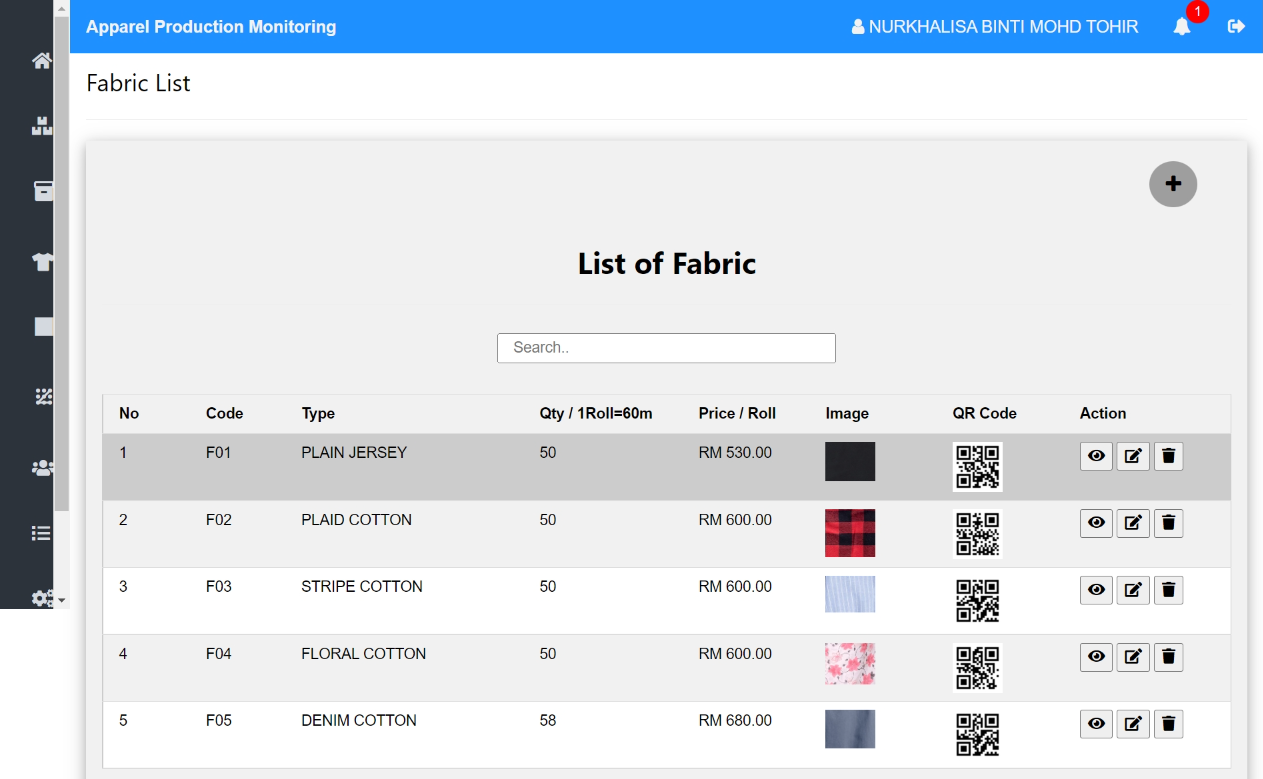 Apparel Production Monitoring NURKHALISA BINTI MOHD TOHIR 1
Fabric List
List of Fabric
Search..
No Code Type Qty / 1Roll=60m Price / Roll Image QR Code Action
1 F01 PLAIN JERSEY 50 RM 530.00
2 F02 PLAID COTTON 50 RM 600.00
3 F03 STRIPE COTTON 50 RM 600.00
4 F04 FLORAL COTTON 50 RM 600.00
5 F05 DENIM COTTON 58 RM 680.00